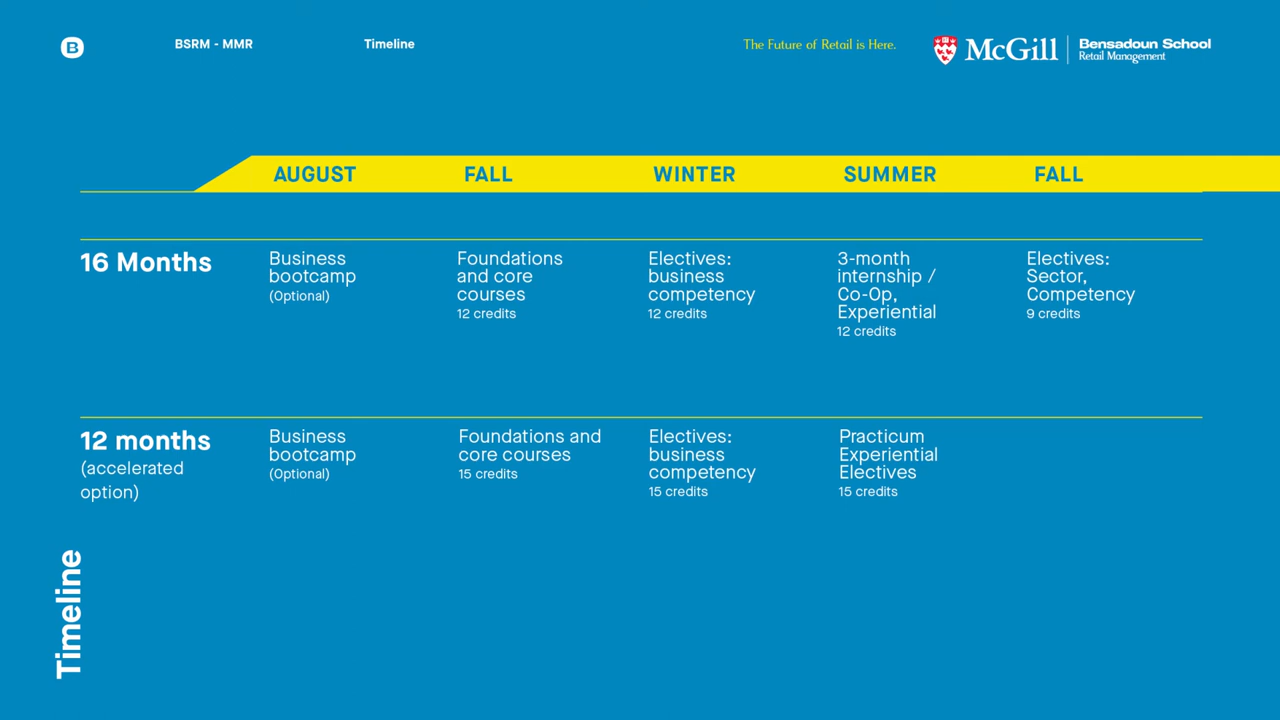 B
BSRM - MMR
Timeline
The Future of Retail is Here.
McGill
Bensadoun School
Retail Management
AUGUST
FALL
WINTER
SUMMER
FALL
16 Months
Business
bootcamp
(Optional)
Foundations
and core
courses
12 credits
Electives:
business
competency
12 credits
3-month
internship /
Co-Op,
Experiential
12 credits
Electives:
Sector,
Competency
9 credits
12 months
(accelerated
option)
Business
bootcamp
(Optional)
Foundations and
core courses
15 credits
Electives:
business
competency
15 credits
Practicum
Experiential
Electives
15 credits
Timeline